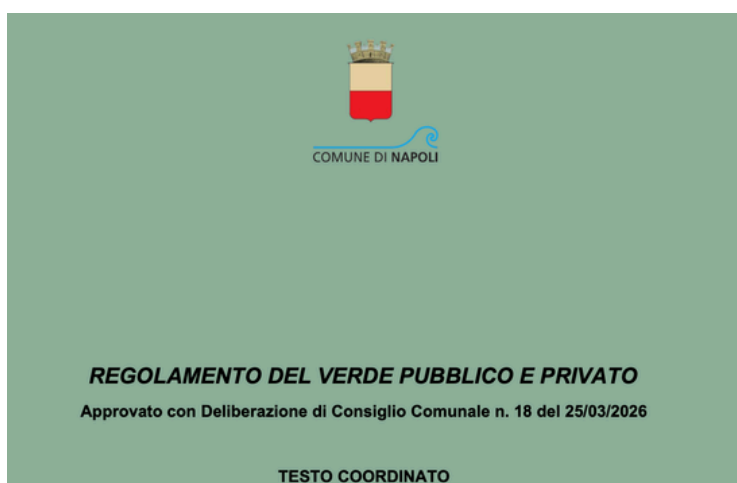 COMUNE DI NAPOLI
REGOLAMENTO DEL VERDE PUBBLICO E PRIVATO
Approvato con Deliberazione di Consiglio Comunale n. 18 del 25/03/2026
TESTO COORDINATO